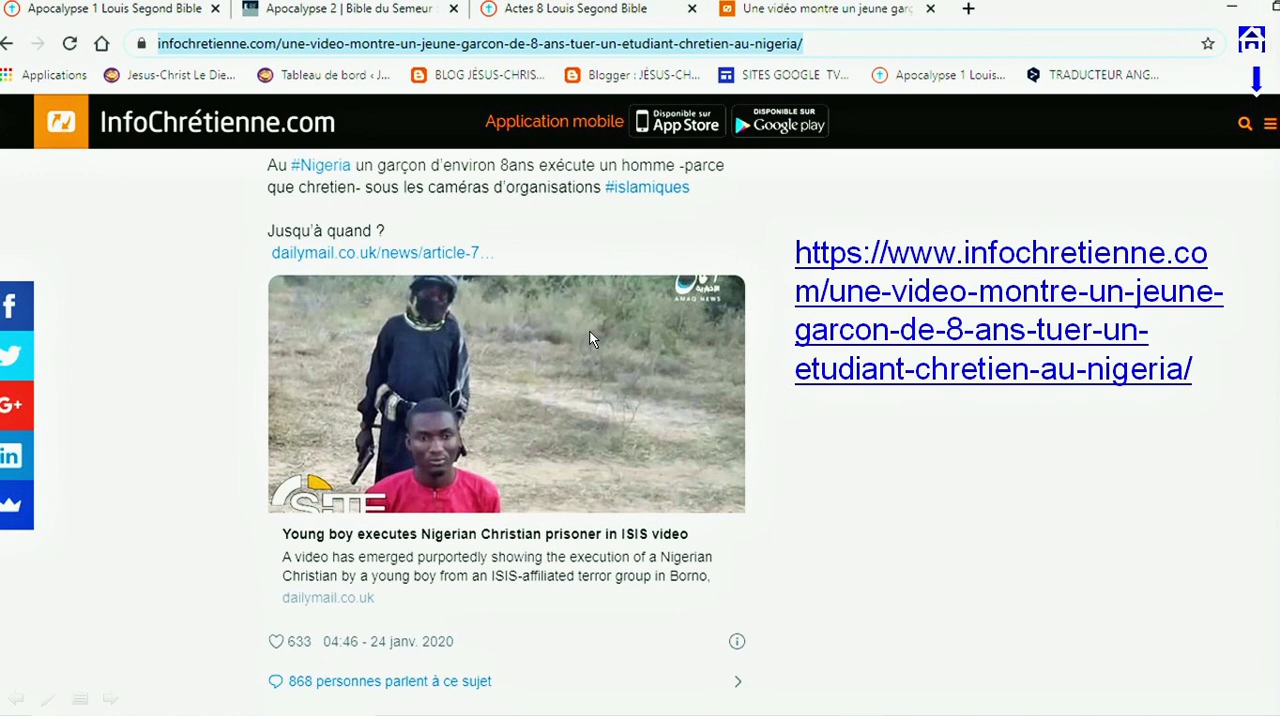 Apocalypse 1 Louis Segond Bible
Apocalypse 2 | Bible du Semeur
Actes 8 Louis Segond Bible
Une vidéo montre un jeune garç
infochretienne.com/une-video-montre-un-jeune-garcon-de-8-ans-tuer-un-etudiant-chretien-au-nigeria/
Applications
Jesus-Christ Le Die...
Tableau de bord ‹ J...
BLOG JÉSUS-CHRIS...
Blogger : JÉSUS-CH...
SITES GOOGLE TV...
Apocalypse 1 Louis...
TRADUCTEUR ANG...
InfoChrétienne.com
Application mobile
Disponible sur
App Store
DISPONIBLE SUR
Google play
Au #Nigeria un garçon d'environ 8ans exécute un homme -parce
que chretien- sous les caméras d'organisations #islamiques
Jusqu'à quand ?
dailymail.co.uk/news/article-7...
AMAQ NEWS
SITE
Young boy executes Nigerian Christian prisoner in ISIS video
A video has emerged purportedly showing the execution of a Nigerian
Christian by a young boy from an ISIS-affiliated terror group in Borno,
dailymail.co.uk
633 04:46 - 24 janv. 2020
868 personnes parlent à ce sujet
https://www.infochretienne.co
m/une-video-montre-un-jeune-
garcon-de-8-ans-tuer-un-
etudiant-chretien-au-nigeria/
f
G+
in